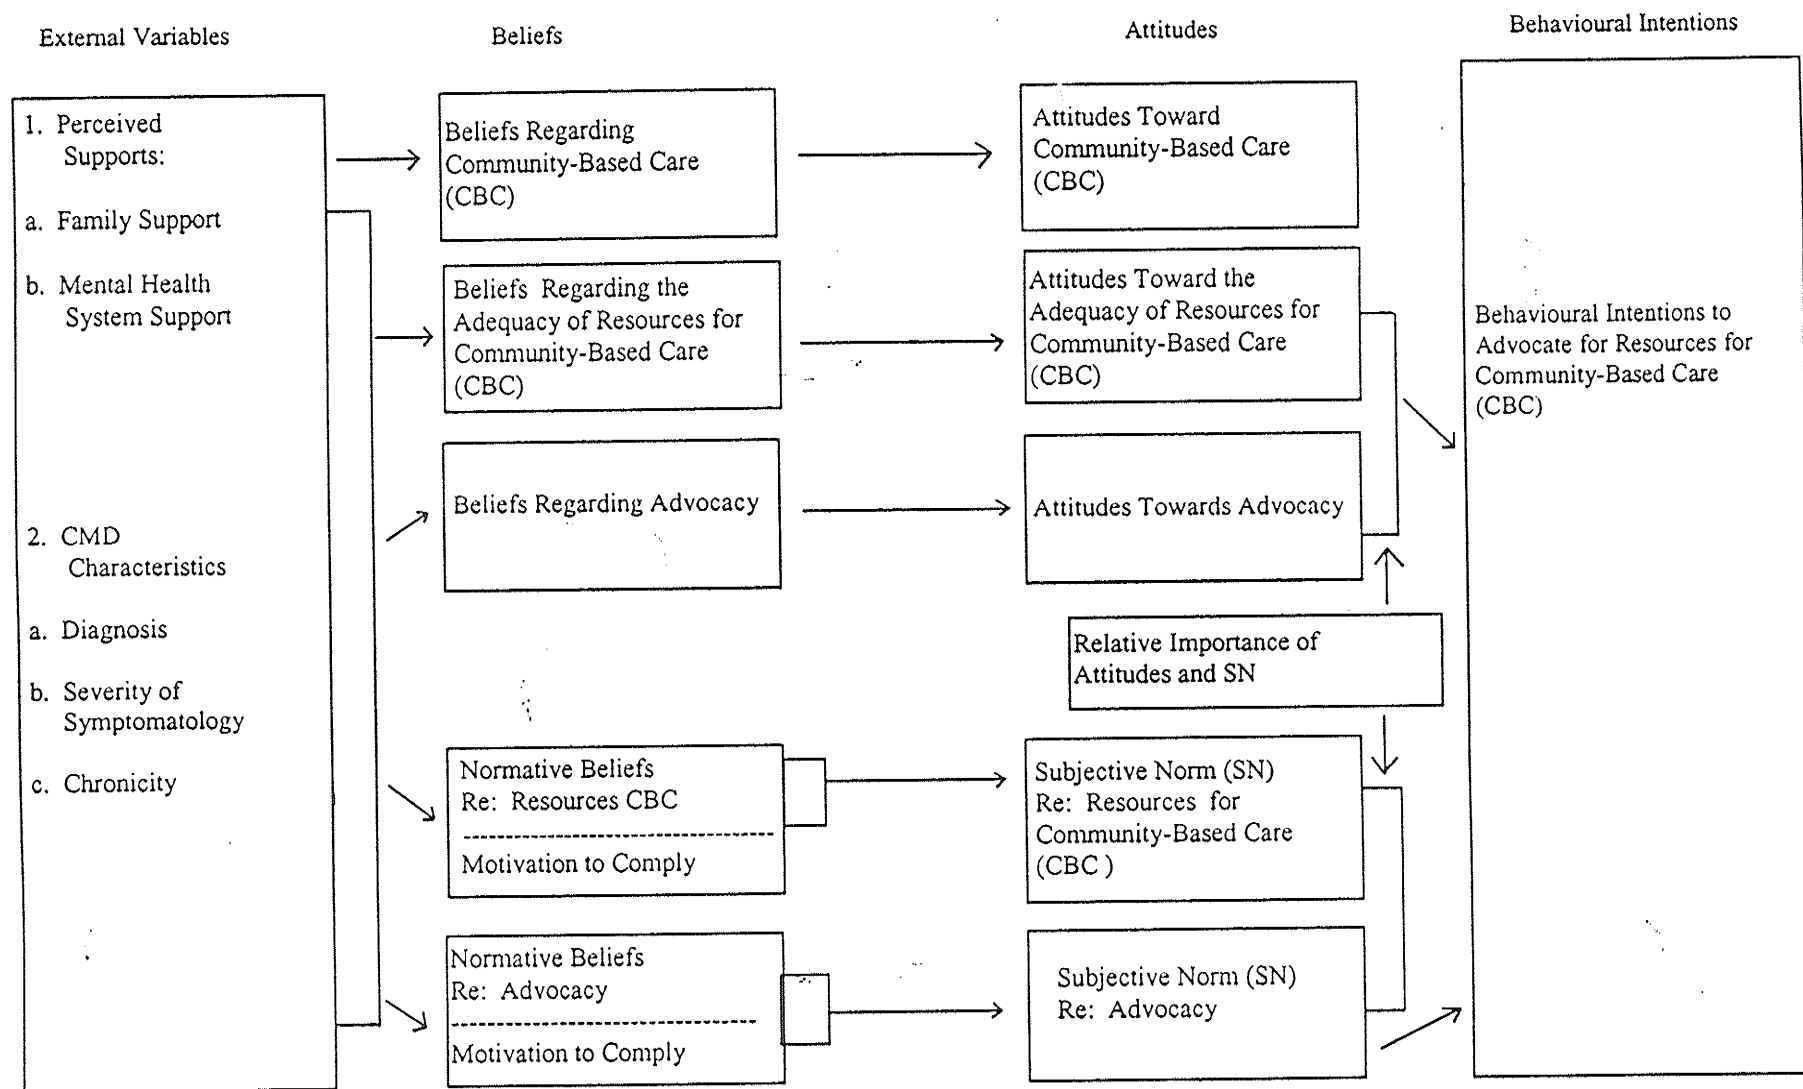 External Variables
Beliefs
Attitudes
Behavioural Intentions
1. Perceived
Supports:
a. Family Support
b. Mental Health
System Support
2. CMD
Characteristics
a. Diagnosis
b. Severity of
Symptomatology
c. Chronicity
Beliefs Regarding
Community-Based Care
(CBC)
Beliefs Regarding the
Adequacy of Resources for
Community-Based Care
(CBC)
Beliefs Regarding Advocacy
Normative Beliefs
Re: Resources CBC
Motivation to Comply
Normative Beliefs
Re: Advocacy
Motivation to Comply
Attitudes Toward
Community-Based Care
(CBC)
Attitudes Toward the
Adequacy of Resources for
Community-Based Care
(CBC)
Attitudes Towards Advocacy
Relative Importance of
Attitudes and SN
Subjective Norm (SN)
Re: Resources for
Community-Based Care
(CBC )
Subjective Norm (SN)
Re: Advocacy
Behavioural Intentions to
Advocate for Resources for
Community-Based Care
(CBC)